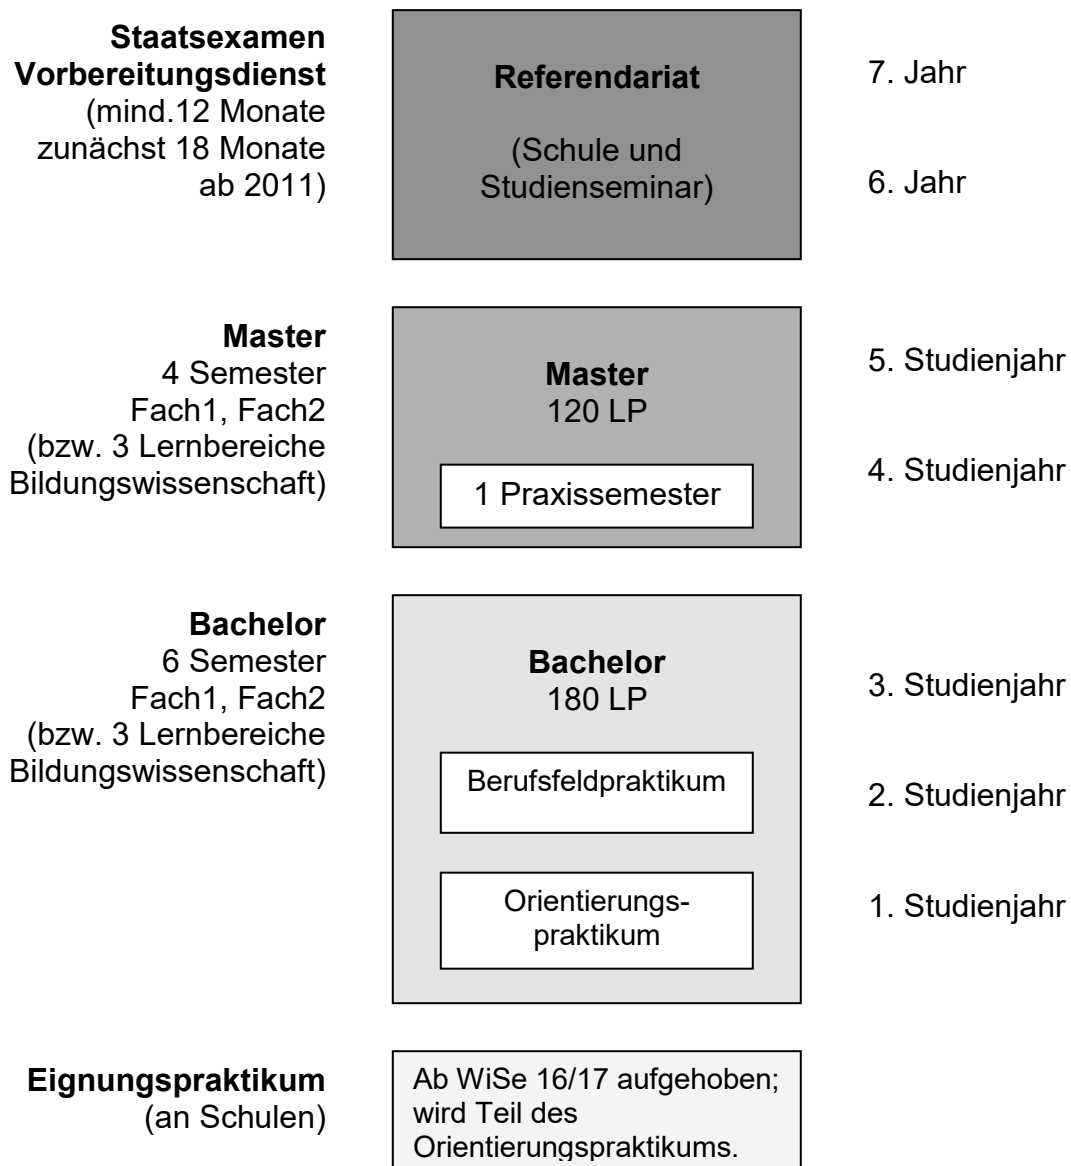 Staatsexamen
Vorbereitungsdienst
(mind.12 Monate
zunächst 18 Monate
ab 2011)
Referendariat
(Schule und
Studienseminar)
7. Jahr
6. Jahr
Master
4 Semester
Fach1, Fach2
(bzw. 3 Lernbereiche
Bildungswissenschaft)
Master
120 LP
1 Praxissemester
5. Studienjahr
4. Studienjahr
Bachelor
6 Semester
Fach1, Fach2
(bzw. 3 Lernbereiche
Bildungswissenschaft)
Bachelor
180 LP
Berufsfeldpraktikum
Orientierungs-
praktikum
3. Studienjahr
2. Studienjahr
1. Studienjahr
Eignungspraktikum
(an Schulen)
Ab WiSe 16/17 aufgehoben;
wird Teil des
Orientierungspraktikums.